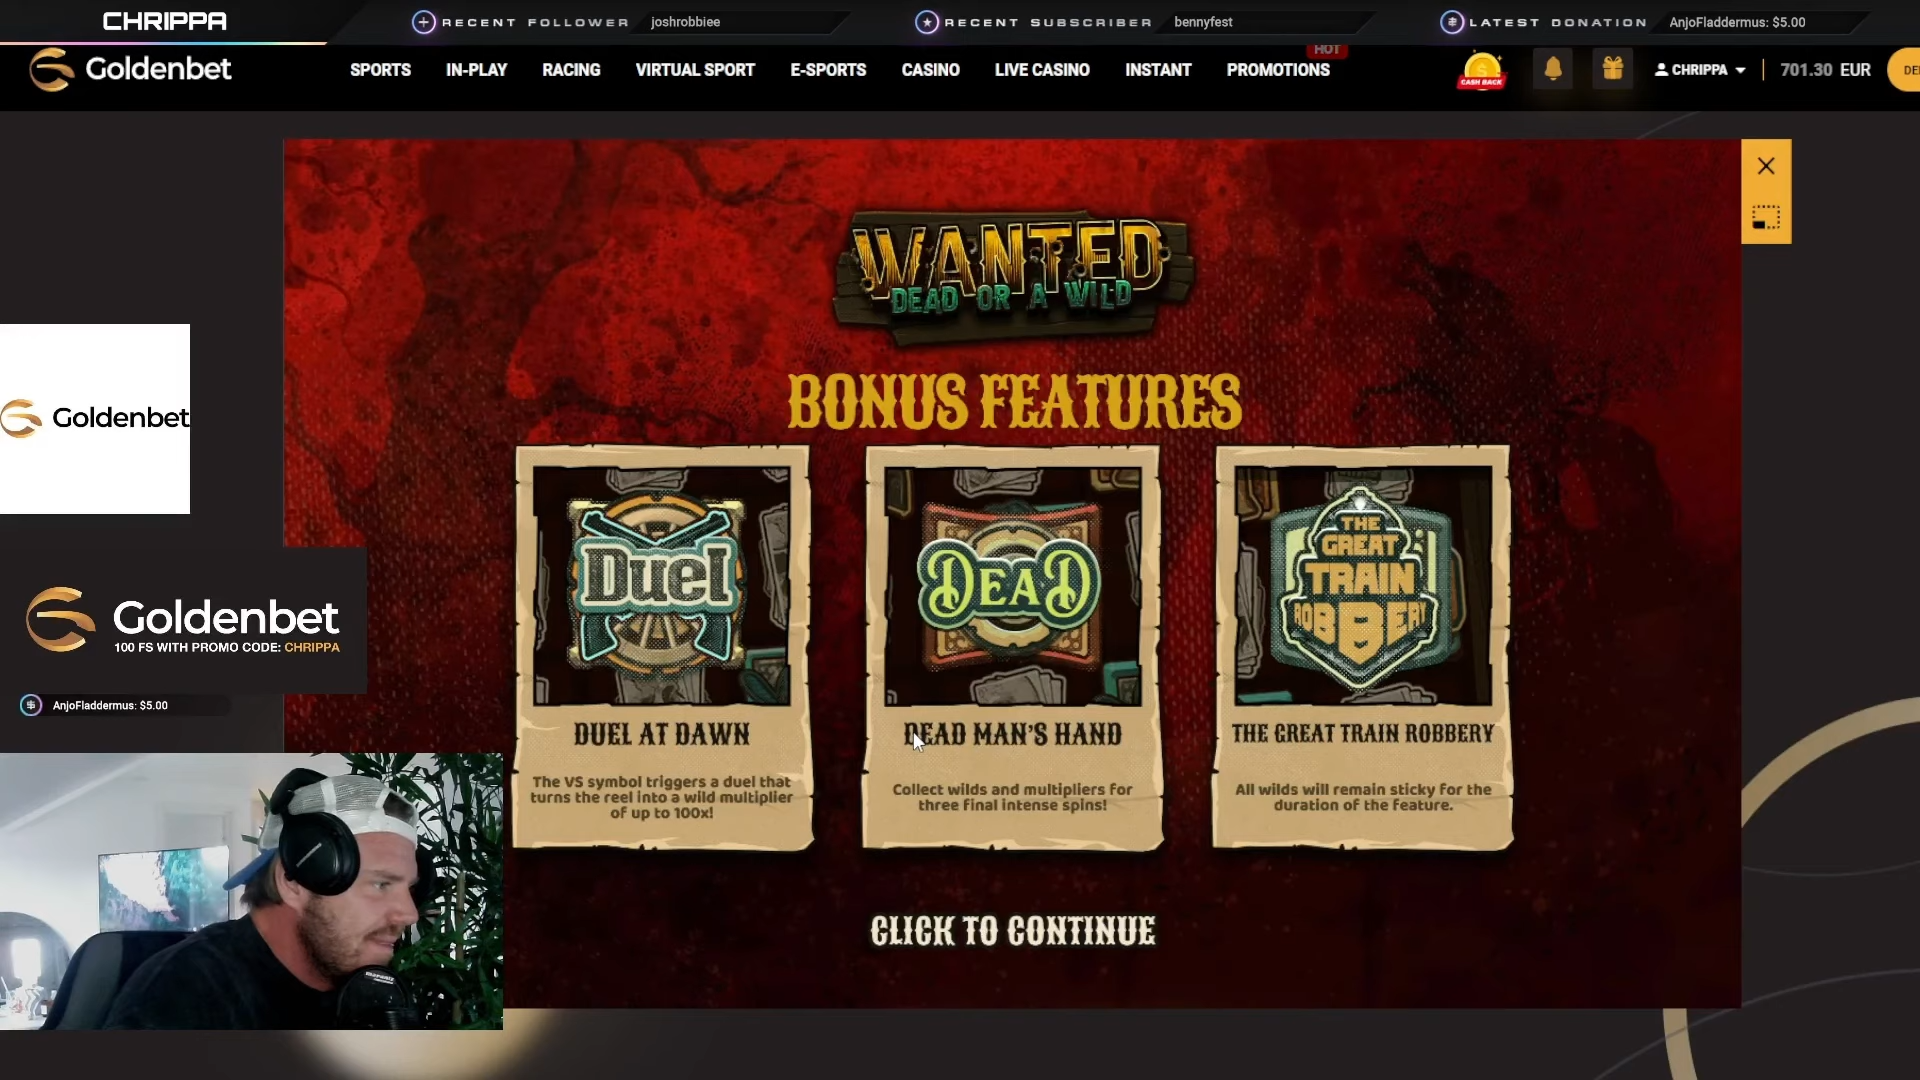 CHRIPPA
RECENT FOLLOWER joshrobbiee
RECENT SUBSCRIBER bennyfest
LATEST DONATION AnjoFladdermus: $5.00
Goldenbet
SPORTS IN-PLAY RACING VIRTUAL SPORT E-SPORTS CASINO LIVE CASINO INSTANT PROMOTIONS
HOT
CASH BACK
CHRIPPA
701.30 EUR
WANTED
DEAD OR A WILD
BONUS FEATURES
Duel
DUEL AT DAWN
The VS symbol triggers a duel that
turns the reel into a wild multiplier
of up to 100x!
DEAD
DEAD MAN'S HAND
Collect wilds and multipliers for
three final intense spins!
THE
GREAT
TRAIN
ROBBERY
THE GREAT TRAIN ROBBERY
All wilds will remain sticky for the
duration of the feature.
CLICK TO CONTINUE
Goldenbet
Goldenbet
100 FS WITH PROMO CODE: CHRIPPA
AnjoFladdermus: $5.00